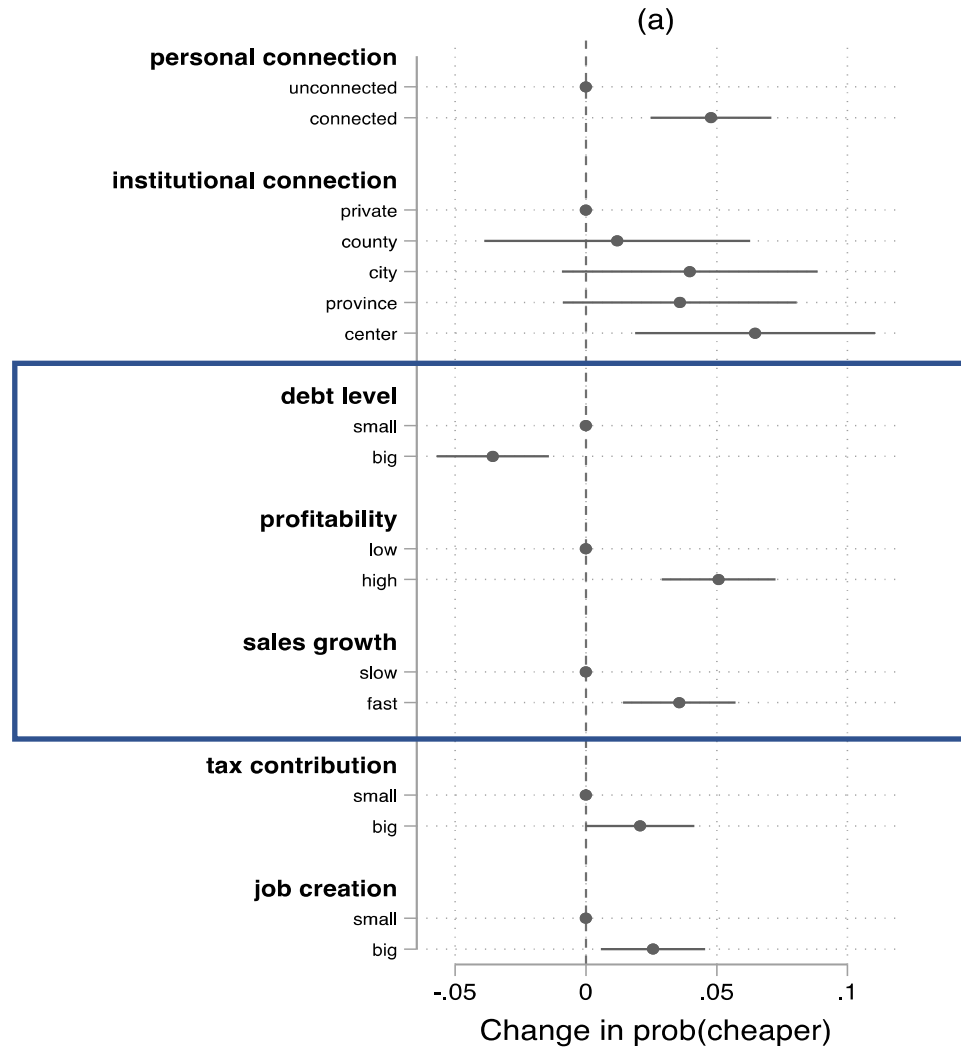 (a)
personal connection
unconnected
connected
institutional connection
private
county
city
province
center
debt level
small
big
profitability
low
high
sales growth
slow
fast
tax contribution
small
big
job creation
small
big
-.05 0 .05 .1
Change in prob(cheaper)